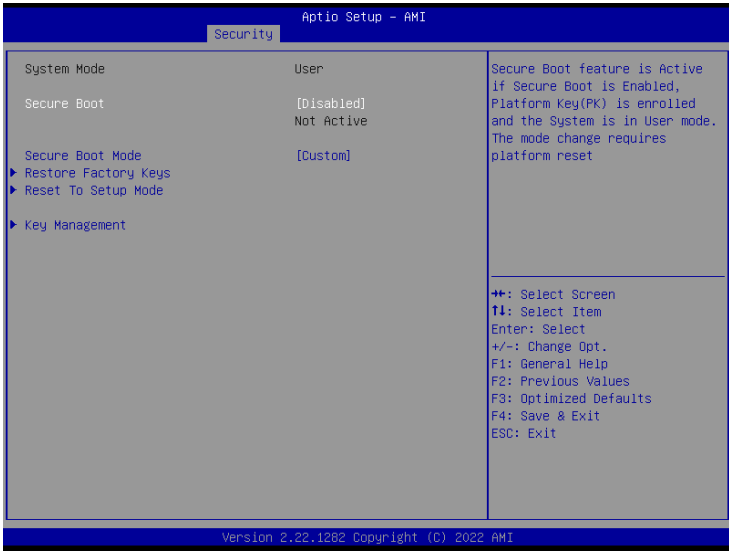 Aptio Setup – AMI
Security
System Mode User
Secure Boot [Disabled]
Not Active
Secure Boot Mode [Custom]
Restore Factory Keys
Reset To Setup Mode
Key Management
Secure Boot feature is Active
if Secure Boot is Enabled,
Platform Key(PK) is enrolled
and the System is in User mode.
The mode change requires
platform reset
→←: Select Screen
↑↓: Select Item
Enter: Select
+/-: Change Opt.
F1: General Help
F2: Previous Values
F3: Optimized Defaults
F4: Save & Exit
ESC: Exit
Version 2.22.1282 Copyright (C) 2022 AMI